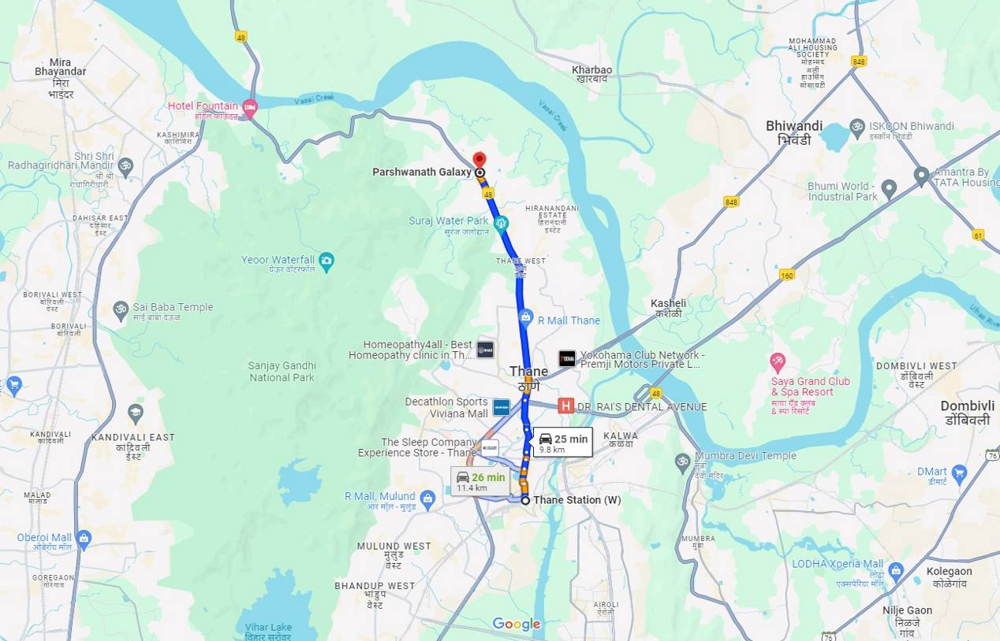 48
Mira
Bhayandar
मिरा
भाइंदर
Hotel Fountain
हॉटेल फाऊंटन
KASHIMIRA
काशिमिरा
Vasai Creek
Vasai Creek
Kharbao
खारबाव
MOHAMMAD
ALI HOUSING
SOCIETY
मोहम्मद
अली
हाउसिंग
सोसायटी
848
Bhiwandi
भिवंडी
ISKCON Bhiwandi
इस्कॉन भिवंडी
Shri Shri
Radhagiridhari Mandir
श्री श्री
राधागिरीधारी...
Parshwanath Galaxy
48
Amantra By
TATA Housing
Bhumi World -
Industrial Park
848
61
DAHISAR EAST
दहिसार
ईस्ट
Suraj Water Park
सुरज जलोद्यान
HIRANANDANI
ESTATE
हिरानंदानी
इस्टेट
Yeoor Waterfall
येऊर वॉटरफॉल
THANE WEST
160
BORIVALI WEST
बोरिवली
वेस्ट
Sai Baba Temple
साई बाबा देऊळ
BORIVALI
बोरिवली
R Mall Thane
Kasheli
कशेळी
Ulhas River
Homeopathy4all - Best
Homeopathy clinic in Th...
Yokohama Club Network -
Premji Motors Private L...
Thane
ठाणे
Sanjay Gandhi
National Park
Saya Grand Club
& Spa Resort
साया ग्रँड क्लब
& स्पा रिसॉर्ट
DOMBIVLI WEST
डोंबिवली
वेस्ट
48
Decathlon Sports
Viviana Mall
DR. RAI'S DENTAL AVENUE
Dombivli
डोंबिवली
KANDIVALI
कांदिवली
KANDIVALI EAST
कांदिवली
ईस्ट
The Sleep Company
Experience Store - Thane
25 min
9.8 km
KALWA
कळवा
Mumbra Devi Temple
मुंब्रा
देवी मंदिर
76
DMart
डीमार्ट
26 min
11.4 km
MALAD
मालाड
R Mall, Mulund
आर मॉल - मुलुंड
Thane Station (W)
Oberoi Mall
ओबेरॉय मॉल
MULUND WEST
मुलुंड
वेस्ट
MUMBRA
मुंब्रा
LODHA Xperia Mall
लोढा
एक्सपेरिया मॉल
Kolegaon
कोळेगांव
GOREGAON
गोरेगांव
BHANDUP WEST
भांडुप
वेस्ट
AIROLI
ऐरोली
Nilje Gaon
निळजे
गांव
Vihar Lake
विहार सरोवर
Google
76